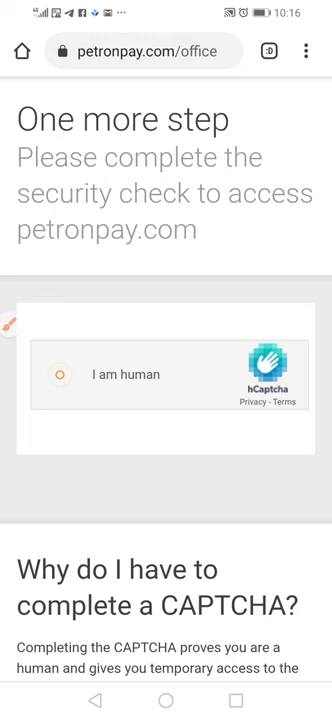 10:16
petronpay.com/office
:D
One more step
Please complete the
security check to access
petronpay.com
I am human
hCaptcha
Privacy - Terms
Why do I have to
complete a CAPTCHA?
Completing the CAPTCHA proves you are a
human and gives you temporary access to the